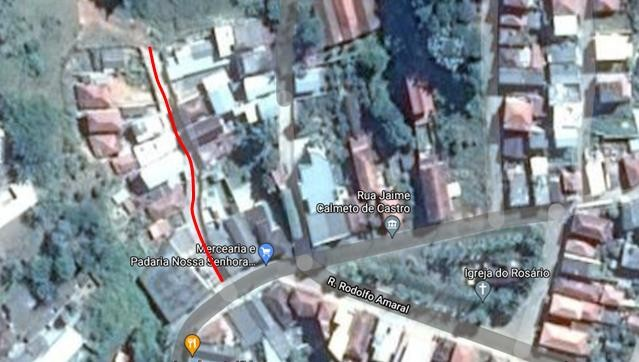 Rua Jaime
Calmeto de Castro
Mercearia e
Padaria Nossa Senhora...
Igreja do Rosário
R. Rodolfo Amaral